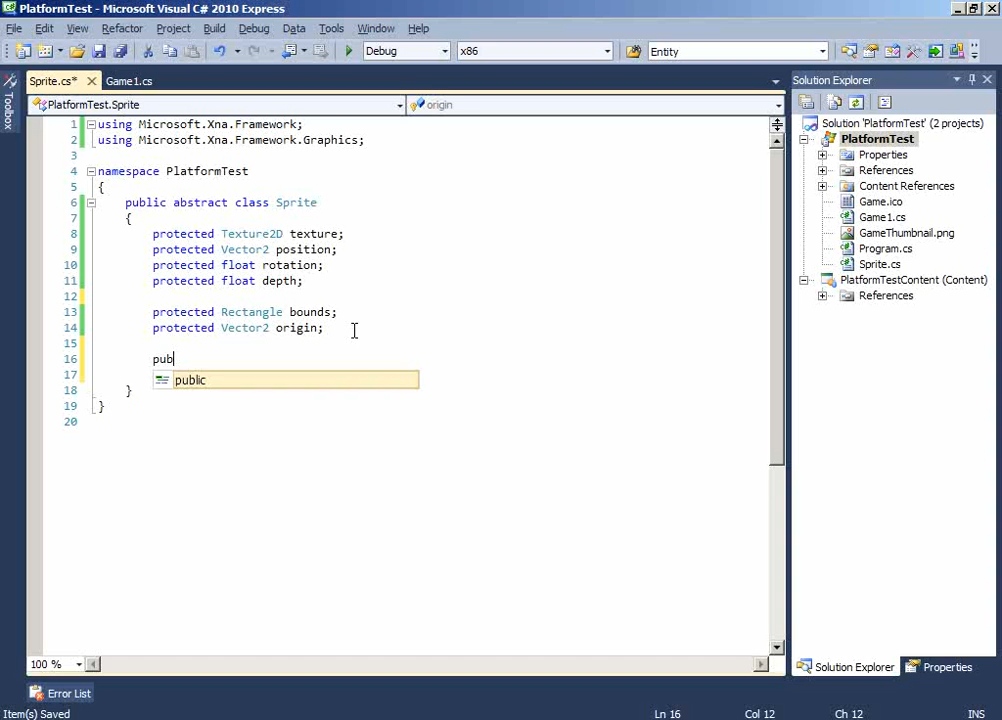 PlatformTest - Microsoft Visual C# 2010 Express
File Edit View Refactor Project Build Debug Data Tools Window Help
Debug x86 Entity
Sprite.cs* Game1.cs
PlatformTest.Sprite origin
1 using Microsoft.Xna.Framework;
2 using Microsoft.Xna.Framework.Graphics;
3
4 namespace PlatformTest
5 {
6 public abstract class Sprite
7 {
8 protected Texture2D texture;
9 protected Vector2 position;
10 protected float rotation;
11 protected float depth;
12
13 protected Rectangle bounds;
14 protected Vector2 origin;
15
16 pub
17
public
18 }
19 }
20
100 %
Toolbox
Solution Explorer
Solution 'PlatformTest' (2 projects)
PlatformTest
Properties
References
Content References
Game.ico
Game1.cs
GameThumbnail.png
Program.cs
Sprite.cs
PlatformTestContent (Content)
References
Solution Explorer Properties
Error List
Item(s) Saved Ln 16 Col 12 Ch 12 INS